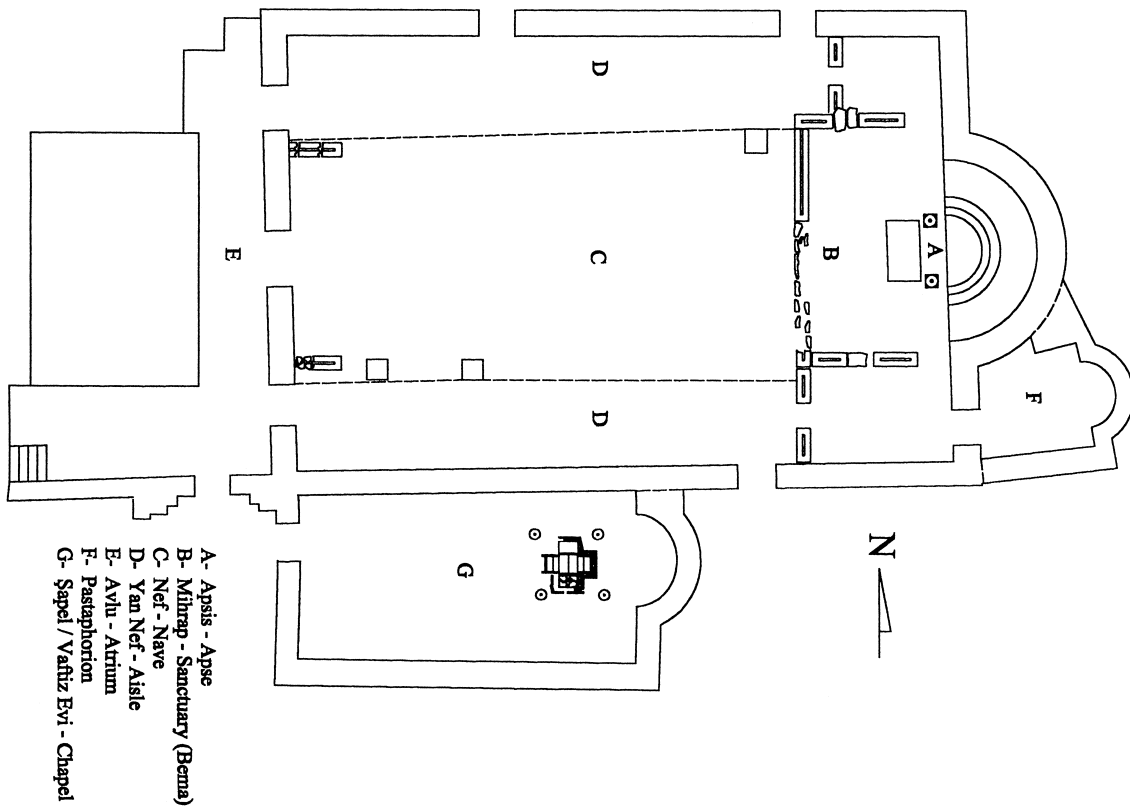 D
E
C
B
A
D
F
G
N
A- Apsis - Apse
B- Mihrap - Sanctuary (Bema)
C- Nef - Nave
D- Yan Nef - Aisle
E- Avlu - Atrium
F- Pastaphorion
G- Şapel / Vaftiz Evi - Chapel